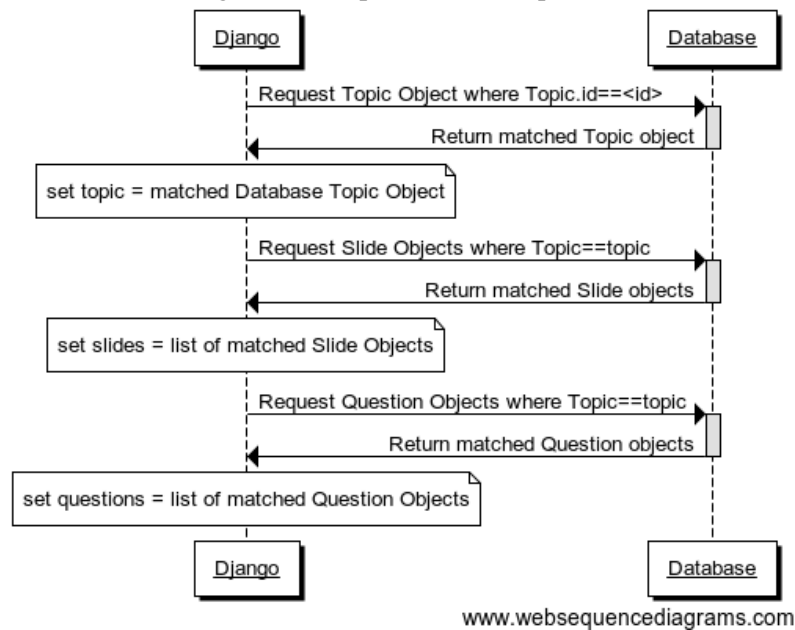 Django Database
Request Topic Object where Topic.id==<id>
Return matched Topic object
set topic = matched Database Topic Object
Request Slide Objects where Topic==topic
Return matched Slide objects
set slides = list of matched Slide Objects
Request Question Objects where Topic==topic
Return matched Question objects
set questions = list of matched Question Objects
Django Database
www.websequencediagrams.com